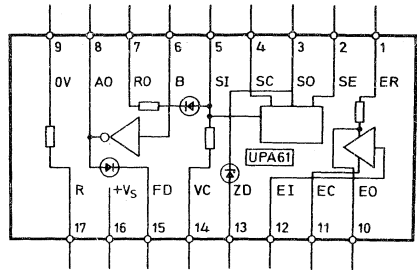 9 8 7 6 5 4 3 2 1
0V AO RO B SI SC SO SE ER
UPA61
R +VS FD VC ZD EI EC EO
17 16 15 14 13 12 11 10